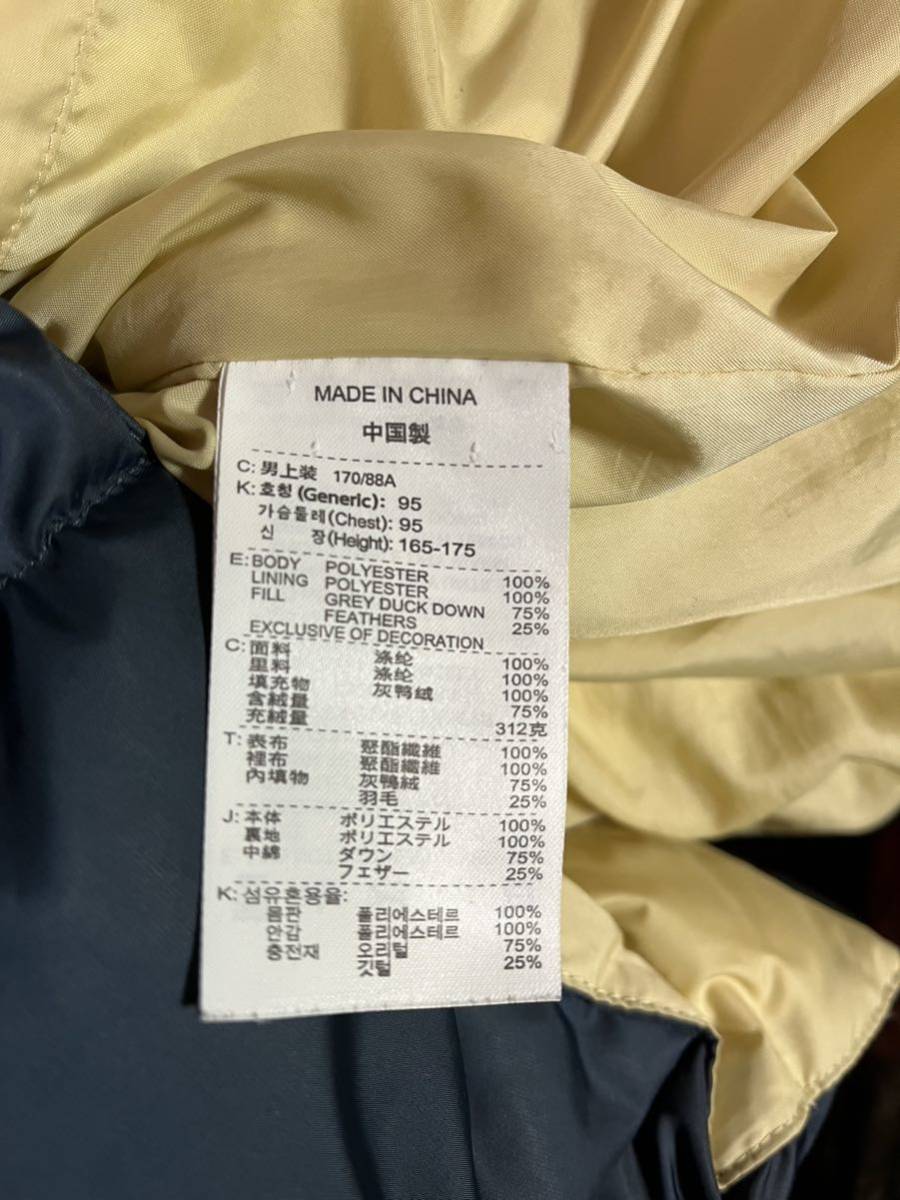 MADE IN CHINA
中国製
C: 男上装 170/88A
K: 호칭 (Generic): 95
가슴둘레(Chest): 95
신 장(Height): 165-175
E: BODY POLYESTER 100%
LINING POLYESTER 100%
FILL GREY DUCK DOWN 75%
FEATHERS 25%
EXCLUSIVE OF DECORATION
C: 面料 涤纶 100%
里料 涤纶 100%
填充物 灰鸭绒 100%
含绒量 75%
充绒量 312克
T: 表布 聚酯纖維 100%
裡布 聚酯纖維 100%
內填物 灰鴨絨 75%
羽毛 25%
J: 本体 ポリエステル 100%
裏地 ポリエステル 100%
中綿 ダウン 75%
フェザー 25%
K: 섬유혼용율:
몸판 폴리에스테르 100%
안감 폴리에스테르 100%
충전재 오리털 75%
깃털 25%